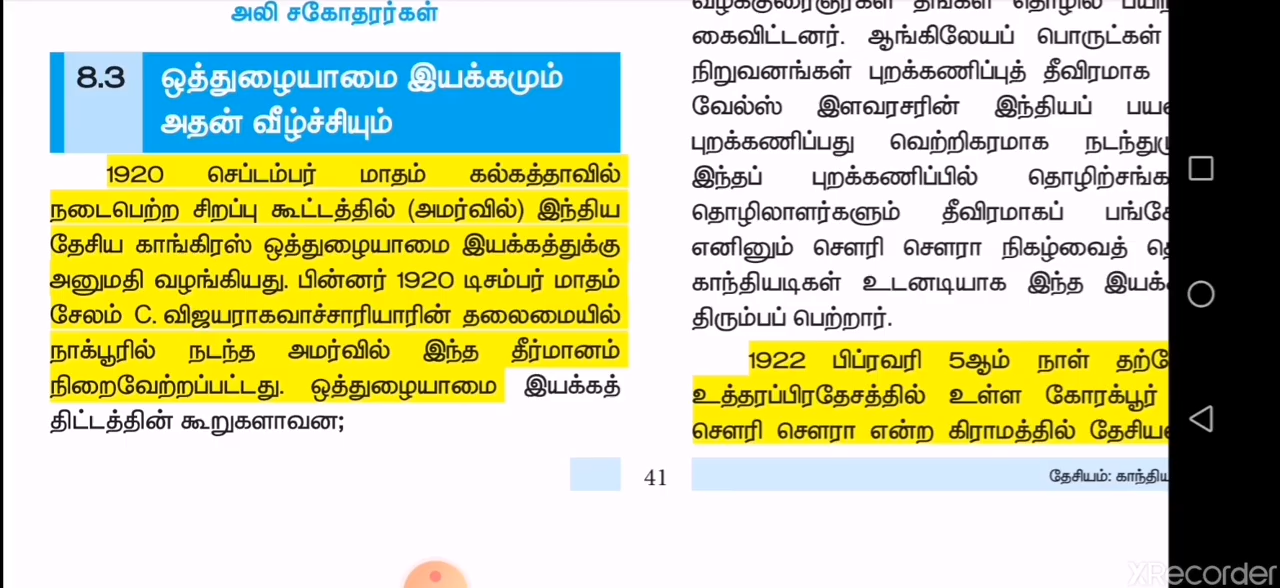 அலி சகோதரர்கள்
8.3 ஒத்துழையாமை இயக்கமும்
அதன் வீழ்ச்சியும்
1920 செப்டம்பர் மாதம் கல்கத்தாவில்
நடைபெற்ற சிறப்பு கூட்டத்தில் (அமர்வில்) இந்திய
தேசிய காங்கிரஸ் ஒத்துழையாமை இயக்கத்துக்கு
அனுமதி வழங்கியது. பின்னர் 1920 டிசம்பர் மாதம்
சேலம் C. விஜயராகவாச்சாரியாரின் தலைமையில்
நாக்பூரில் நடந்த அமர்வில் இந்த தீர்மானம்
நிறைவேற்றப்பட்டது. ஒத்துழையாமை இயக்கத்
திட்டத்தின் கூறுகளாவன;
41
வழக்குரைஞர்கள் தங்கள் தொழில்
கைவிட்டனர். ஆங்கிலேயப் பொருட்கள்
நிறுவனங்கள் புறக்கணிப்புத் தீவிரமாக
வேல்ஸ் இளவரசரின் இந்தியப்
புறக்கணிப்பது வெற்றிகரமாக
இந்தப் புறக்கணிப்பில்
தொழிலாளர்களும் தீவிரமாகப்
எனினும் சௌரி சௌரா நிகழ்வைத்
காந்தியடிகள் உடனடியாக இந்த
திரும்பப் பெற்றார்.
1922 பிப்ரவரி 5ஆம் நாள்
உத்தரப்பிரதேசத்தில் உள்ள கோரக்பூர்
சௌரி சௌரா என்ற கிராமத்தில்
தேசியம்:
XRecorder